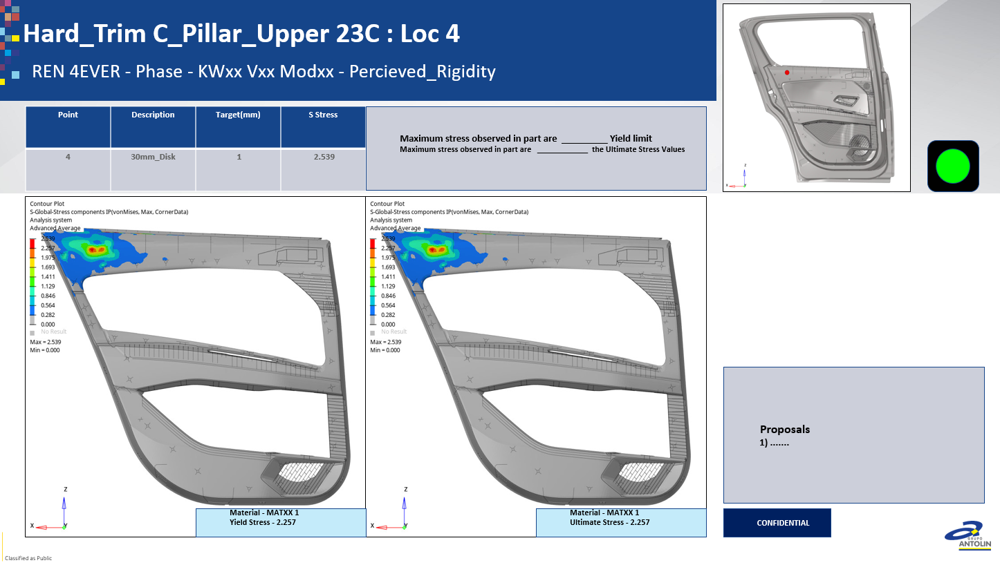 Hard_Trim C_Pillar_Upper 23C : Loc 4
REN 4EVER - Phase - KWxx Vxx Modxx - Percieved_Rigidity
Point Description Target(mm) S Stress
4 30mm_Disk 1 2.539
Maximum stress observed in part are __________ Yield limit
Maximum stress observed in part are ____________ the Ultimate Stress Values
Z
X
Y
Contour Plot
S-Global-Stress components IP(vonMises, Max, CornerData)
Analysis system
Advanced Average
2.539
2.257
1.975
1.693
1.411
1.129
0.846
0.564
0.282
0.000
No Result
Max = 2.539
Min = 0.000
Z
X
Y
Material - MATXX 1
Yield Stress - 2.257
Contour Plot
S-Global-Stress components IP(vonMises, Max, CornerData)
Analysis system
Advanced Average
2.539
2.257
1.975
1.693
1.411
1.129
0.846
0.564
0.282
0.000
No Result
Max = 2.539
Min = 0.000
Z
X
Y
Material - MATXX 1
Ultimate Stress - 2.257
Proposals
1) .......
CONFIDENTIAL
GRUPO
ANTOLIN
Classified as Public